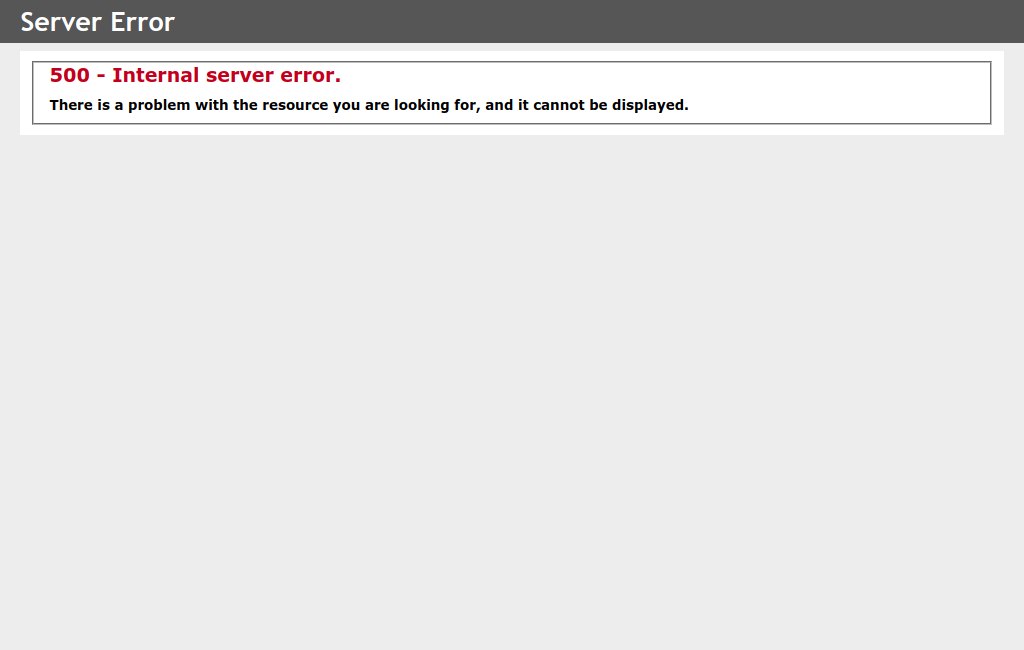 Server Error
500 - Internal server error.
There is a problem with the resource you are looking for, and it cannot be displayed.